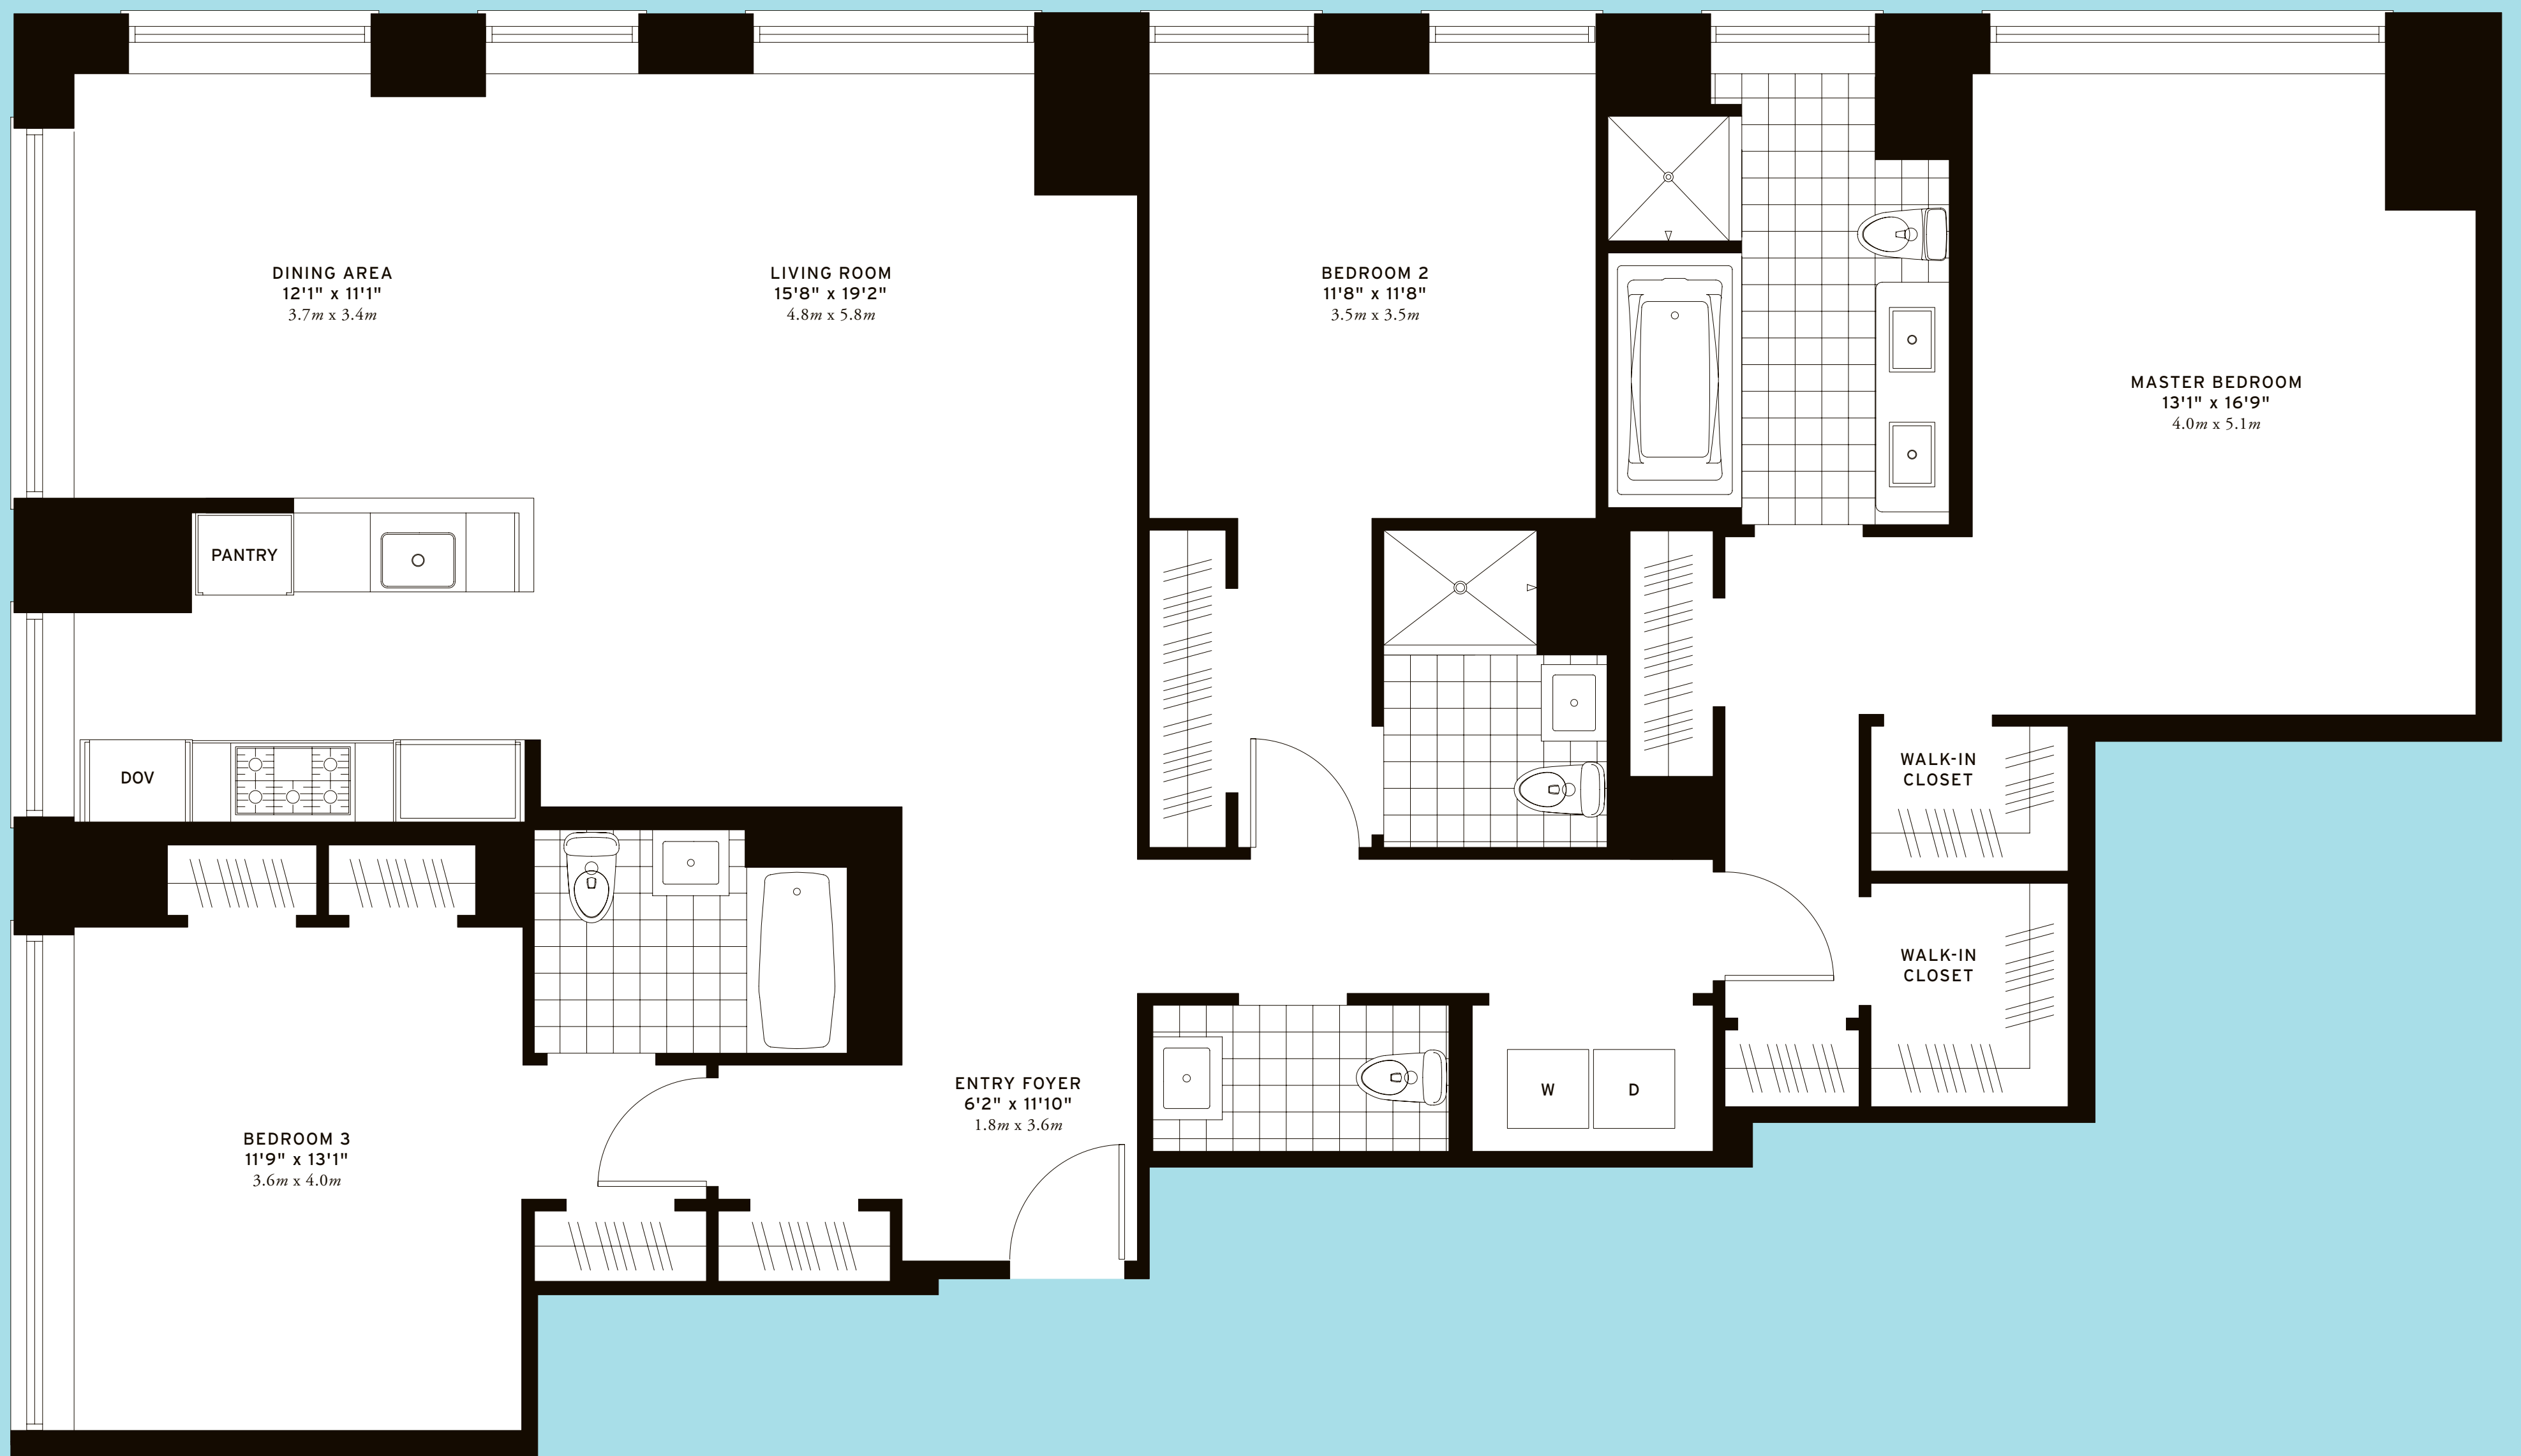 DINING AREA
12'1" x 11'1"
3.7m x 3.4m
LIVING ROOM
15'8" x 19'2"
4.8m x 5.8m
BEDROOM 2
11'8" x 11'8"
3.5m x 3.5m
MASTER BEDROOM
13'1" x 16'9"
4.0m x 5.1m
PANTRY
DOV
WALK-IN
CLOSET
WALK-IN
CLOSET
ENTRY FOYER
6'2" x 11'10"
1.8m x 3.6m
W
D
BEDROOM 3
11'9" x 13'1"
3.6m x 4.0m